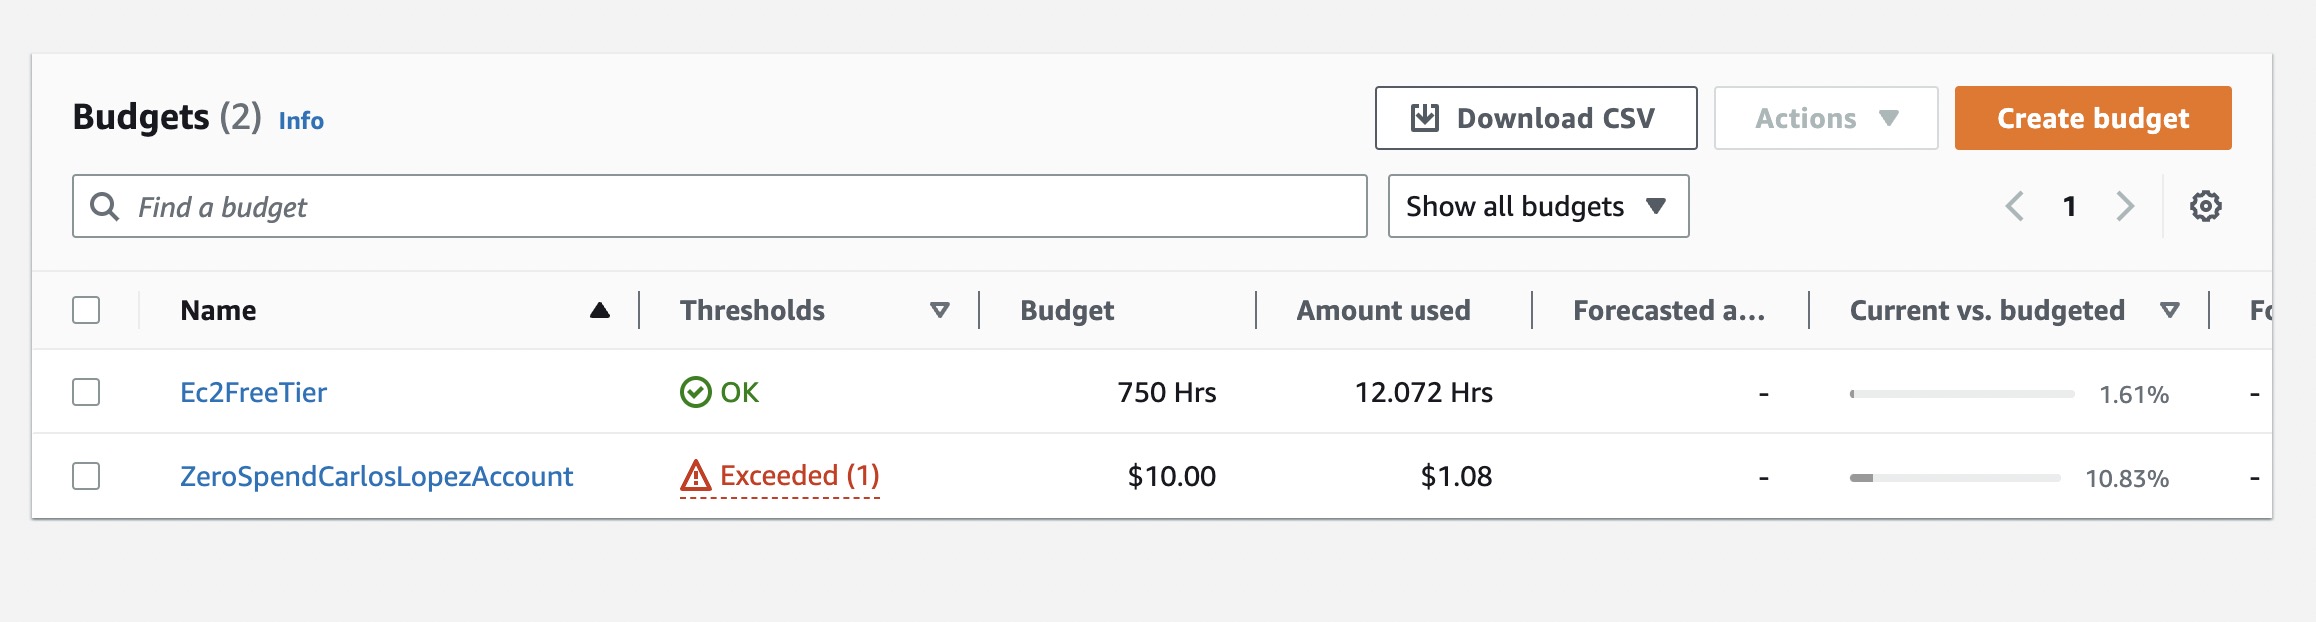 Budgets (2) Info
Download CSV
Actions
Create budget
Find a budget
Show all budgets
1
Name Thresholds Budget Amount used Forecasted a... Current vs. budgeted
Ec2FreeTier OK 750 Hrs 12.072 Hrs - 1.61% -
ZeroSpendCarlosLopezAccount Exceeded (1) $10.00 $1.08 - 10.83% -